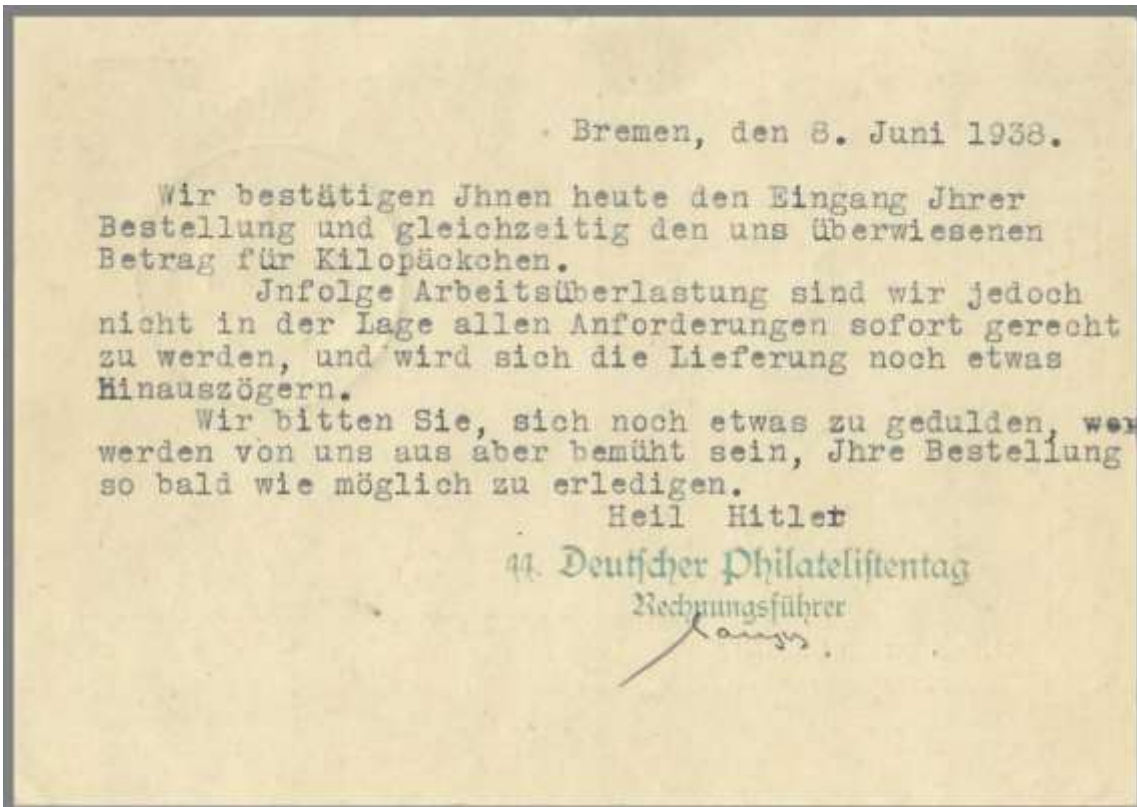 Bremen, den 8. Juni 1938.
Wir bestätigen Jhnen heute den Eingang Jhrer
Bestellung und gleichzeitig den uns überwiesenen
Betrag für Kilopäckchen.
Jnfolge Arbeitsüberlastung sind wir jedoch
nicht in der Lage allen Anforderungen sofort gerecht
zu werden, und wird sich die Lieferung noch etwas
Hinauszögern.
Wir bitten Sie, sich noch etwas zu gedulden,
werden von uns aus aber bemüht sein, Jhre Bestellung
so bald wie möglich zu erledigen.
Heil Hitler
44. Deutscher Philatelistentag
Rechnungsführer